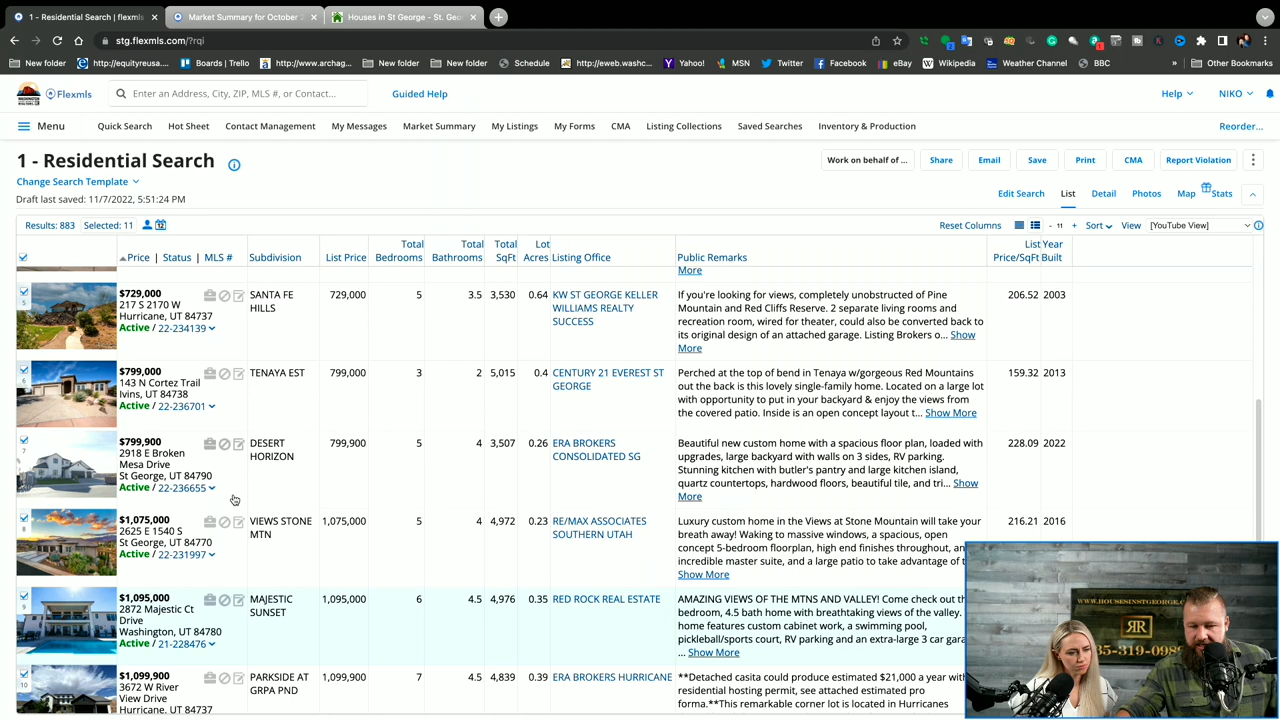 1 - Residential Search | flexmls
Market Summary for October 2
Houses in St George - St. Geor
stg.flexmls.com/?rqi
New folder
http://equityreusa....
Boards | Trello
http://www.archag...
New folder
New folder
Schedule
http://eweb.washc...
Yahoo!
MSN
Twitter
Facebook
eBay
Wikipedia
Weather Channel
BBC
»
Other Bookmarks
Flexmls
Enter an Address, City, ZIP, MLS #, or Contact...
Guided Help
Help
NIKO
Menu
Quick Search
Hot Sheet
Contact Management
My Messages
Market Summary
My Listings
My Forms
CMA
Listing Collections
Saved Searches
Inventory & Production
Reorder...
1 - Residential Search
Work on behalf of ...
Share
Email
Save
Print
CMA
Report Violation
Change Search Template
Draft last saved: 11/7/2022, 5:51:24 PM
Edit Search
List
Detail
Photos
Map
Stats
Results: 883
Selected: 11
Reset Columns
- 11 +
Sort
View
[YouTube View]
Price | Status | MLS #
Subdivision
List Price
Total
Bedrooms
Total
Bathrooms
Total
SqFt
Lot
Acres
Listing Office
Public Remarks
List
Price/SqFt
Year
Built
More
5
$729,000
217 S 2170 W
Hurricane, UT 84737
Active / 22-234139
SANTA FE
HILLS
729,000
5
3.5
3,530
0.64
KW ST GEORGE KELLER
WILLIAMS REALTY
SUCCESS
If you're looking for views, completely unobstructed of Pine
Mountain and Red Cliffs Reserve. 2 separate living rooms and
recreation room, wired for theater, could also be converted back to
its original design of an attached garage. Listing Brokers o... Show
More
206.52
2003
6
$799,000
143 N Cortez Trail
Ivins, UT 84738
Active / 22-236701
TENAYA EST
799,000
3
2
5,015
0.4
CENTURY 21 EVEREST ST
GEORGE
Perched at the top of bend in Tenaya w/gorgeous Red Mountains
out the back is this lovely single-family home. Located on a large lot
with opportunity to put in your backyard & enjoy the views from
the covered patio. Inside is an open concept layout t... Show More
159.32
2013
7
$799,900
2918 E Broken
Mesa Drive
St George, UT 84790
Active / 22-236655
DESERT
HORIZON
799,900
5
4
3,507
0.26
ERA BROKERS
CONSOLIDATED SG
Beautiful new custom home with a spacious floor plan, loaded with
upgrades, large backyard with walls on 3 sides, RV parking.
Stunning kitchen with butler's pantry and large kitchen island,
quartz countertops, hardwood floors, beautiful tile, and tri... Show
More
228.09
2022
8
$1,075,000
2625 E 1540 S
St George, UT 84770
Active / 22-231997
VIEWS STONE
MTN
1,075,000
5
4
4,972
0.23
RE/MAX ASSOCIATES
SOUTHERN UTAH
Luxury custom home in the Views at Stone Mountain will take your
breath away! Waking to massive windows, a spacious, open
concept 5-bedroom floorplan, high end finishes throughout, an
incredible master suite, and a large patio to take advantage of t
Show More
216.21
2016
9
$1,095,000
2872 Majestic Ct
Drive
Washington, UT 84780
Active / 21-228476
MAJESTIC
SUNSET
1,095,000
6
4.5
4,976
0.35
RED ROCK REAL ESTATE
AMAZING VIEWS OF THE MTNS AND VALLEY! Come check out th
bedroom, 4.5 bath home with breathtaking views of the valley.
home features custom cabinet work, a swimming pool,
pickleball/sports court, RV parking and an extra-large 3 car gara
... Show More
10
$1,099,900
3672 W River
View Drive
Hurricane, UT 84737
PARKSIDE AT
GRPA PND
1,099,900
7
4.5
4,839
0.39
ERA BROKERS HURRICANE
**Detached casita could produce estimated $21,000 a year with
residential hosting permit, see attached estimated pro
forma.**This remarkable corner lot is located in Hurricanes
WWW.HOUSESINSTGEORGE.
RR
35-319-098